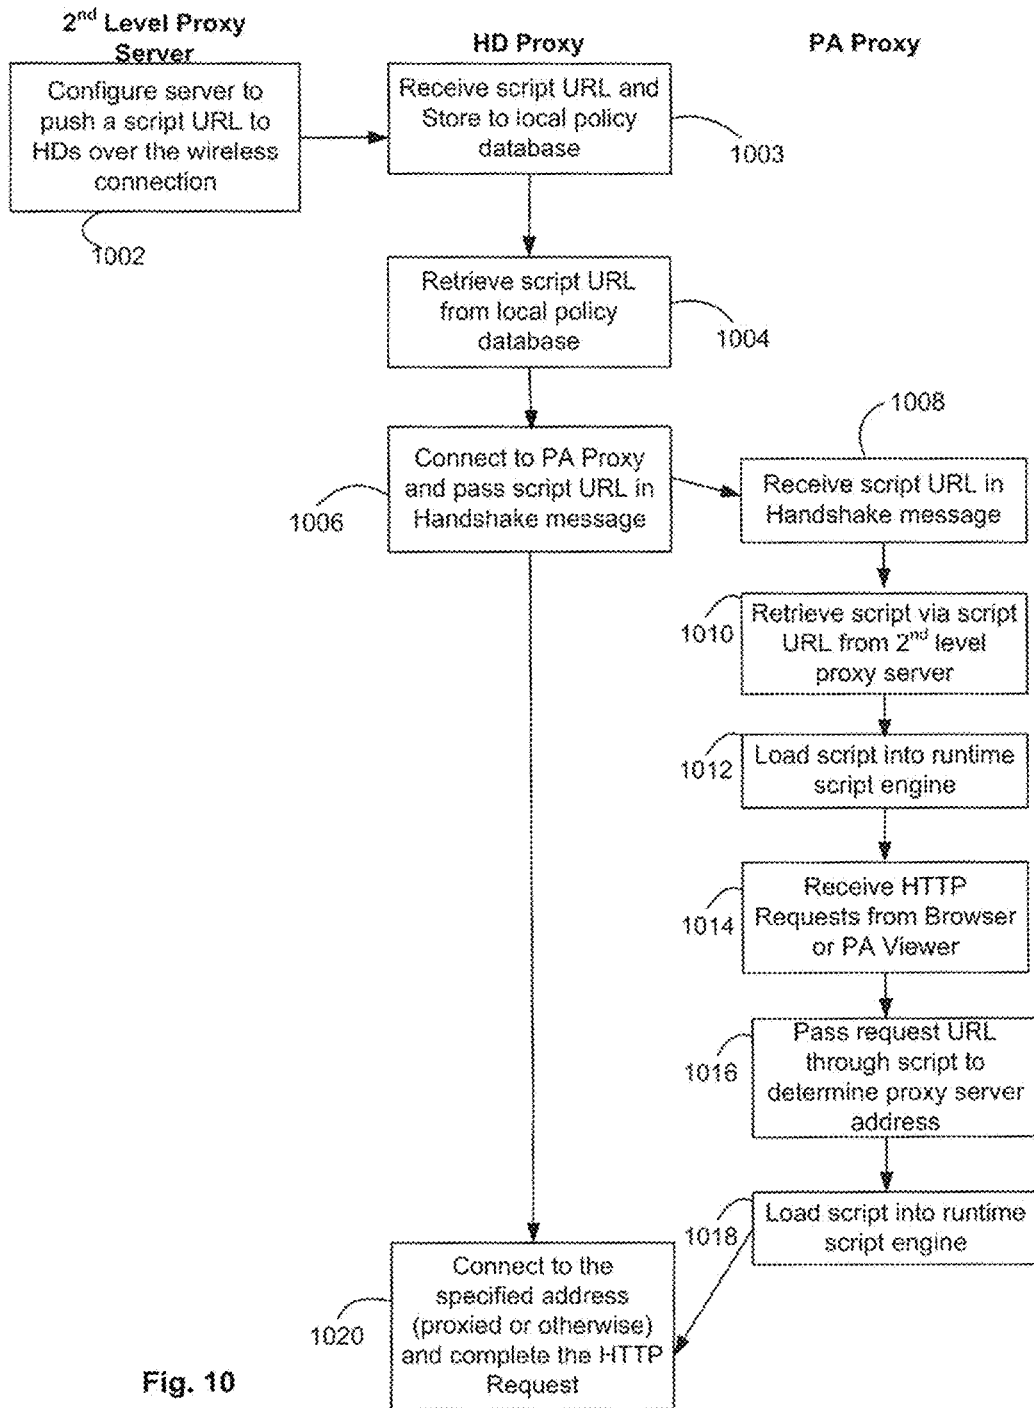 2nd Level Proxy
Server
HD Proxy
PA Proxy
Configure server to
push a script URL to
HDs over the wireless
connection
1002
Receive script URL and
Store to local policy
database
1003
Retrieve script URL
from local policy
database
1004
Connect to PA Proxy
and pass script URL in
Handshake message
1006
1008
Receive script URL in
Handshake message
1010
Retrieve script via script
URL from 2nd level
proxy server
1012
Load script into runtime
script engine
1014
Receive HTTP
Requests from Browser
or PA Viewer
1016
Pass request URL
through script to
determine proxy server
address
1018
Load script into runtime
script engine
1020
Connect to the
specified address
(proxied or otherwise)
and complete the HTTP
Request
Fig. 10